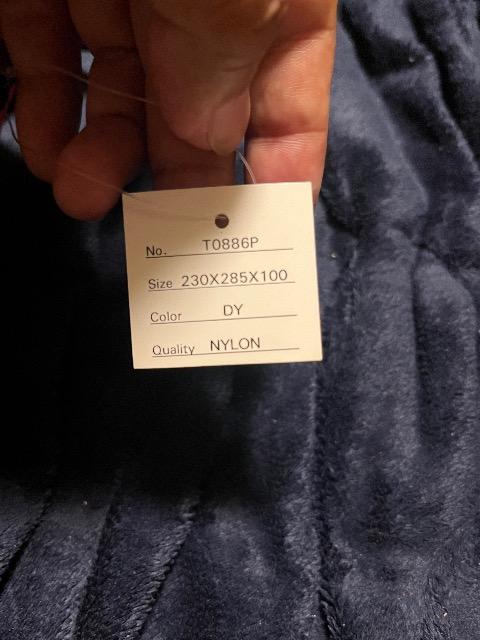 No. T0886P
Size 230X285X100
Color DY
Quality NYLON